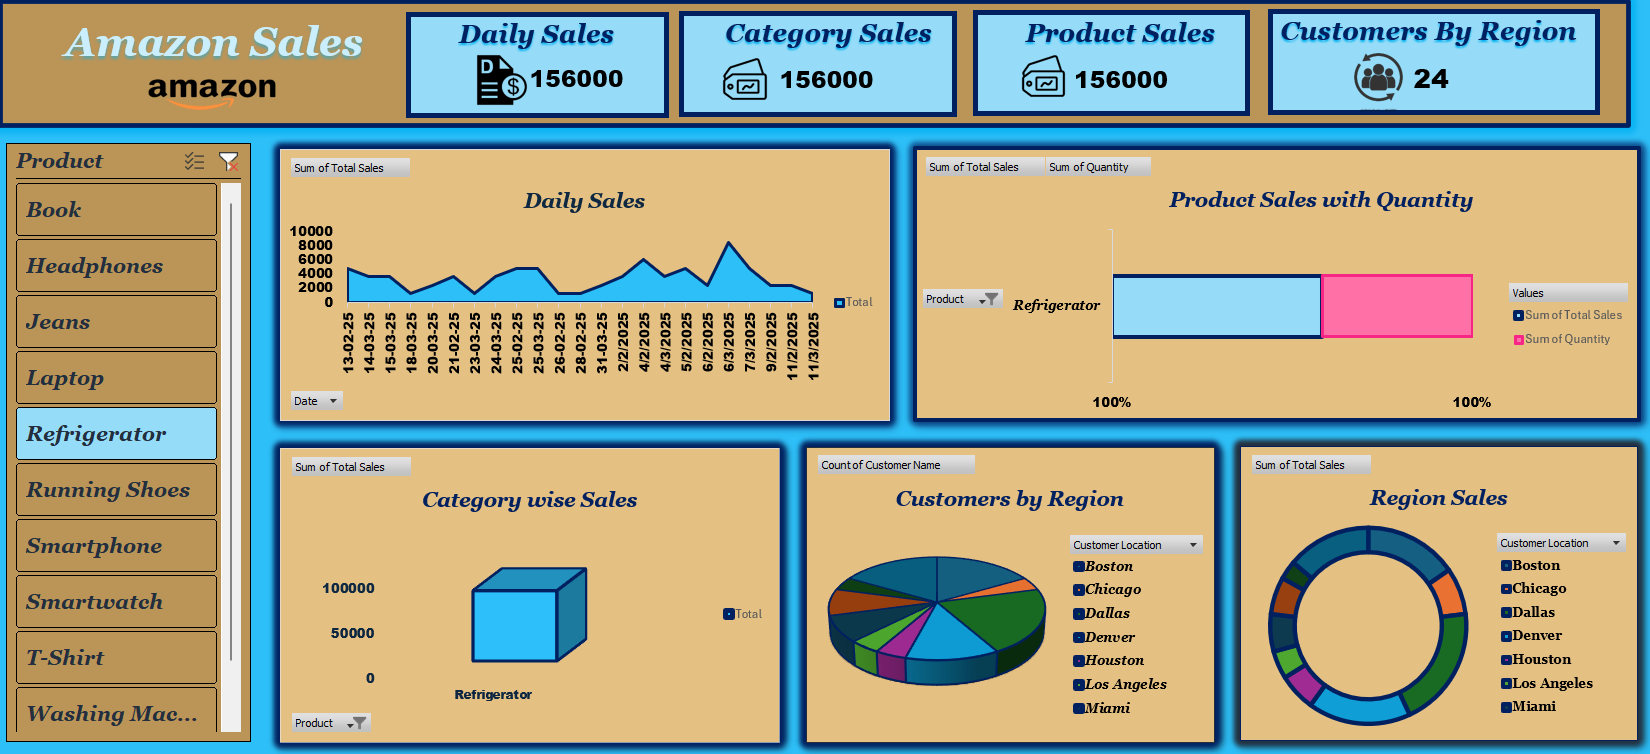 Amazon Sales
amazon
Daily Sales
D
$
156000
Category Sales
156000
Product Sales
156000
Customers By Region
24
Product
Book
Headphones
Jeans
Laptop
Refrigerator
Running Shoes
Smartphone
Smartwatch
T-Shirt
Washing Mac...
Sum of Total Sales
Daily Sales
10000
8000
6000
4000
2000
0
13-02-25
14-03-25
15-03-25
18-03-25
20-03-25
21-02-25
23-03-25
24-03-25
25-02-25
25-03-25
26-02-25
28-02-25
31-03-25
2/2/2025
4/2/2025
4/3/2025
5/2/2025
6/2/2025
6/3/2025
7/3/2025
9/2/2025
11/2/2025
11/3/2025
Total
Date
Sum of Total Sales Sum of Quantity
Product Sales with Quantity
Product
Refrigerator
100% 100%
Values
Sum of Total Sales
Sum of Quantity
Sum of Total Sales
Category wise Sales
100000
50000
0
Refrigerator
Total
Product
Count of Customer Name
Customers by Region
Customer Location
Boston
Chicago
Dallas
Denver
Houston
Los Angeles
Miami
Sum of Total Sales
Region Sales
Customer Location
Boston
Chicago
Dallas
Denver
Houston
Los Angeles
Miami